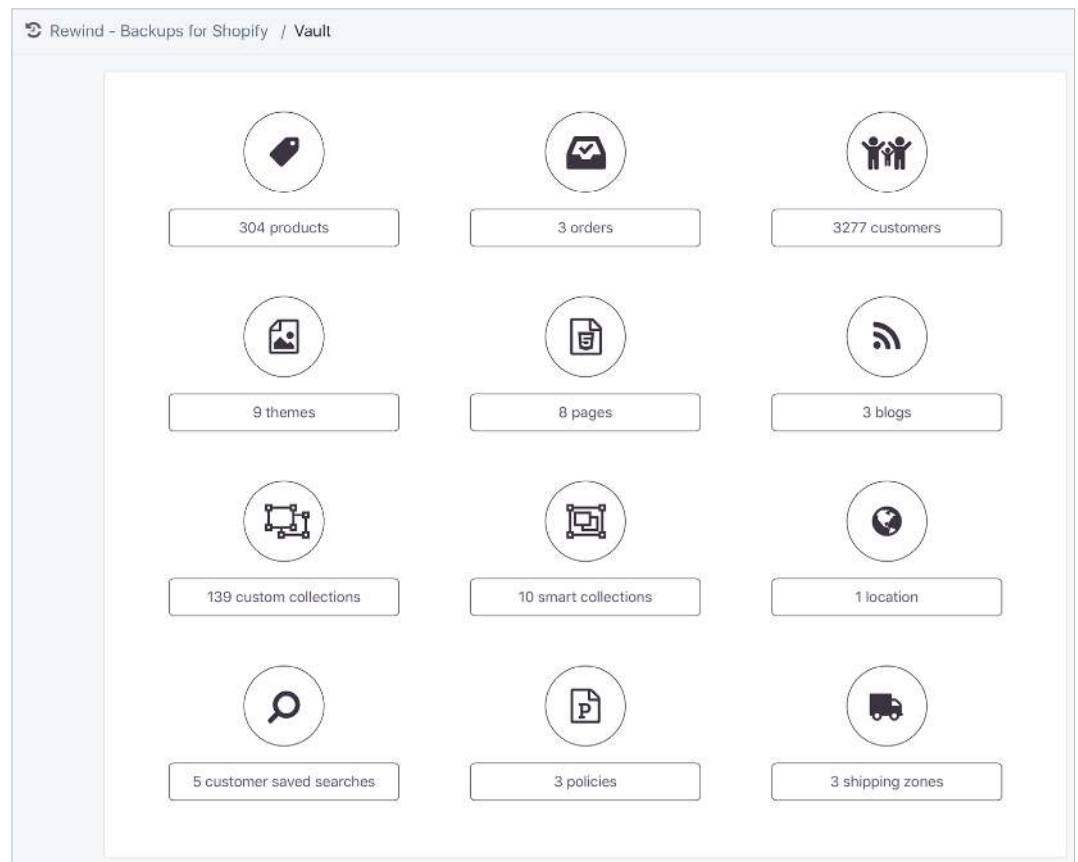 Rewind - Backups for Shopify / Vault
304 products
3 orders
3277 customers
9 themes
8 pages
3 blogs
139 custom collections
10 smart collections
1 location
5 customer saved searches
P
3 policies
3 shipping zones